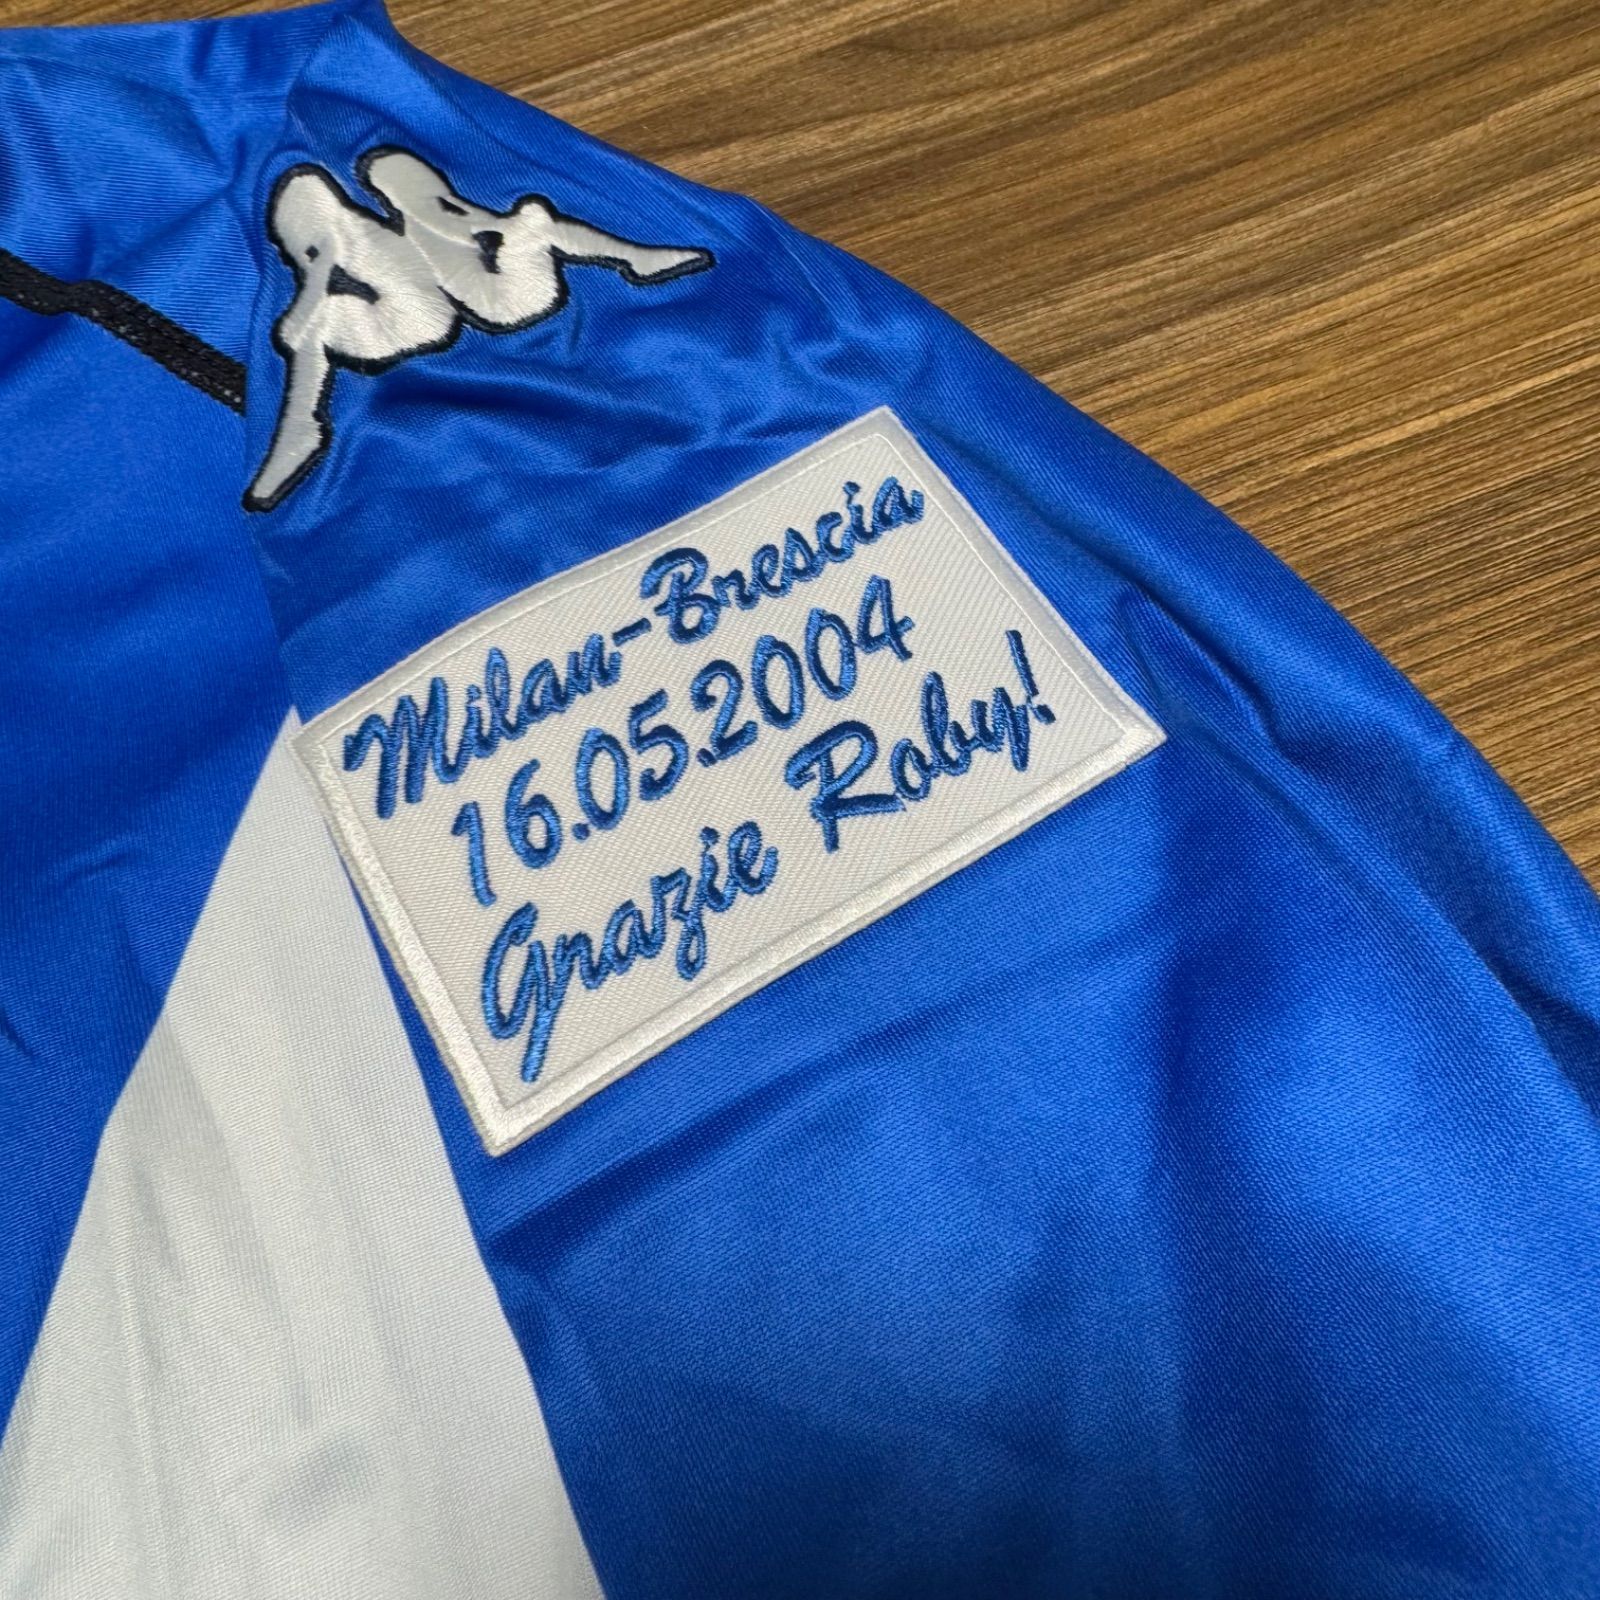 Milan-Brescia
16.05.2004
Grazie Roby!